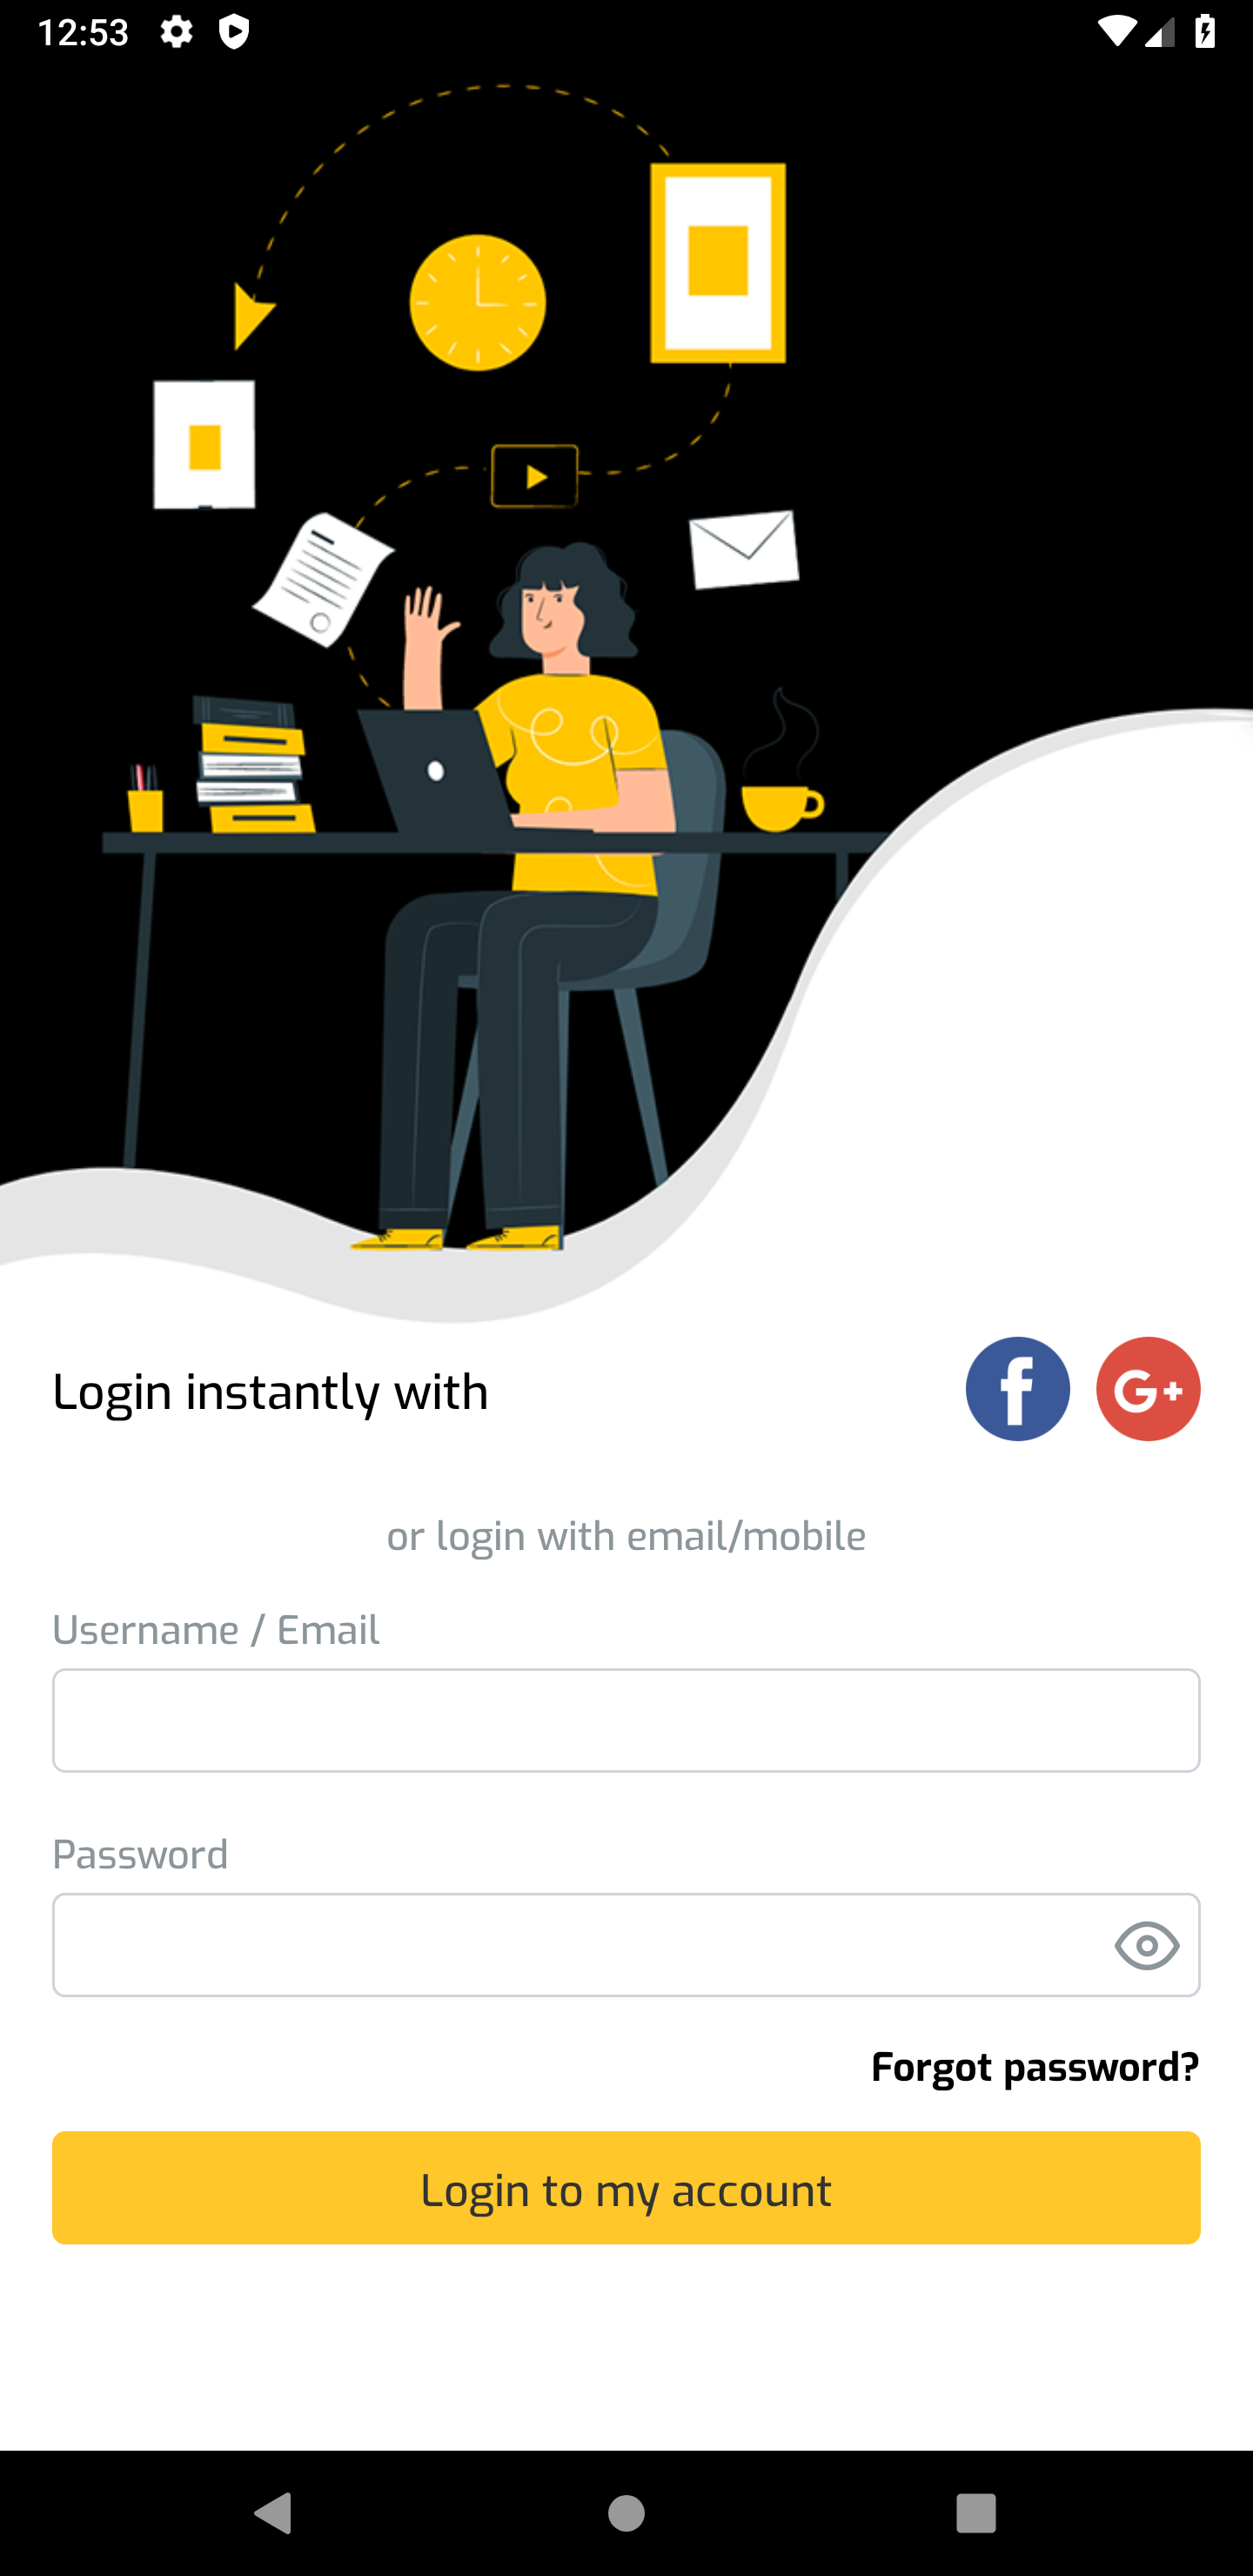 12:53
Login instantly with
f
G+
or login with email/mobile
Username / Email
Password
Forgot password?
Login to my account